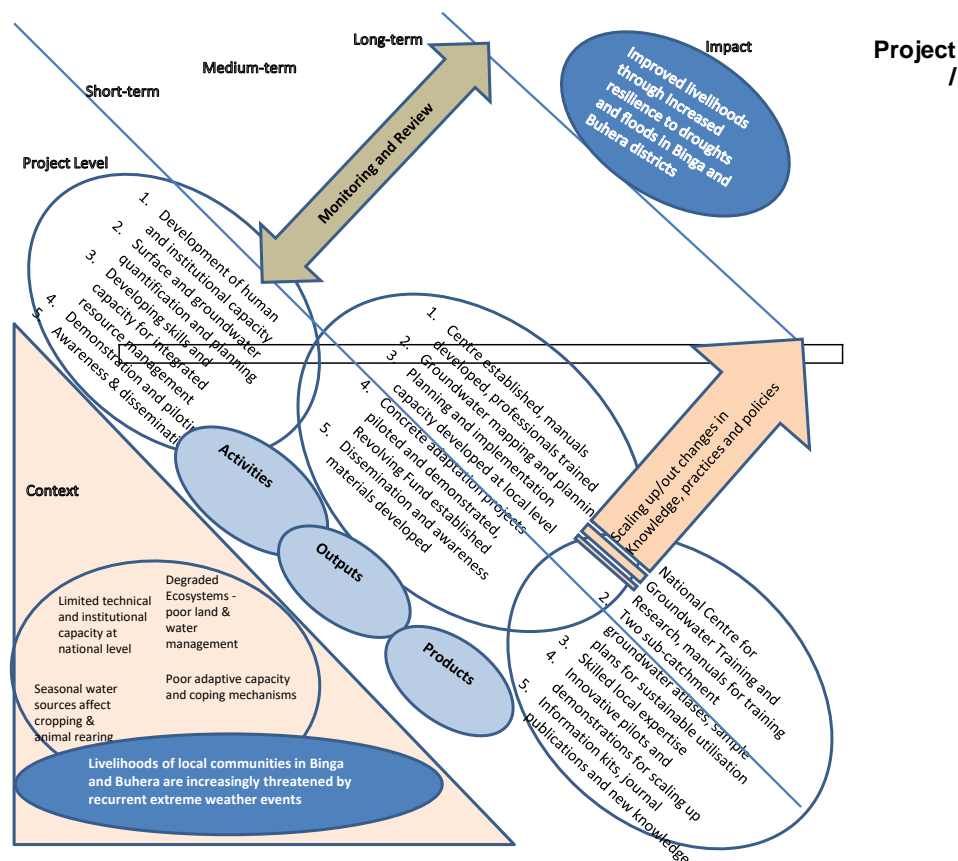 Project
/
Long-term
Impact
Medium-term
Short-term
Improved livelihoods
through Increased
resilience to droughts
and floods in Binga and
Buhera districts
Monitoring and Review
Project Level
1. Development of human
and institutional capacity
2. Surface and groundwater
quantification and planning
3. Developing skills and
capacity for integrated
resource management
4. Demonstration and
5. Awareness &
1. Centre established, manuals
developed, professionals trained
2. Groundwater mapping and
3. Planning and implementation
capacity developed at local level
4. Concrete adaptation projects
piloted and demonstrated,
Revolving Fund established
5. Dissemination and awareness
materials developed
Scaling up/out changes in
Knowledge, practices and policies
Activities
Outputs
Products
National Centre for
Groundwater Training and
Research, manuals for training
2. Two sub-catchment
groundwater atlases, sample
plans for sustainable utilisation
3. Skilled local expertise
4. Innovative pilots and
demonstrations for scaling up
5. Information kits, journal
publications and new knowledge
Context
Limited technical
and institutional
capacity at
national level
Degraded
Ecosystems -
poor land &
water
management
Seasonal water
sources affect
cropping &
animal rearing
Poor adaptive capacity
and coping mechanisms
Livelihoods of local communities in Binga
and Buhera are increasingly threatened by
recurrent extreme weather events